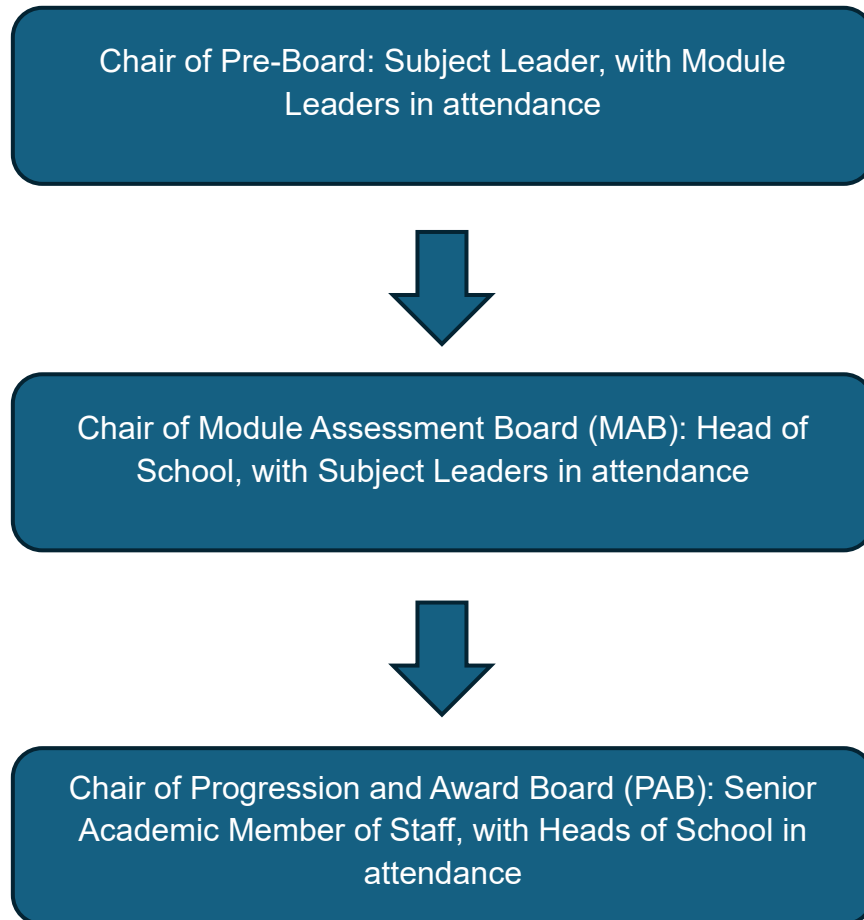 Chair of Pre-Board: Subject Leader, with Module
Leaders in attendance
Chair of Module Assessment Board (MAB): Head of
School, with Subject Leaders in attendance
Chair of Progression and Award Board (PAB): Senior
Academic Member of Staff, with Heads of School in
attendance